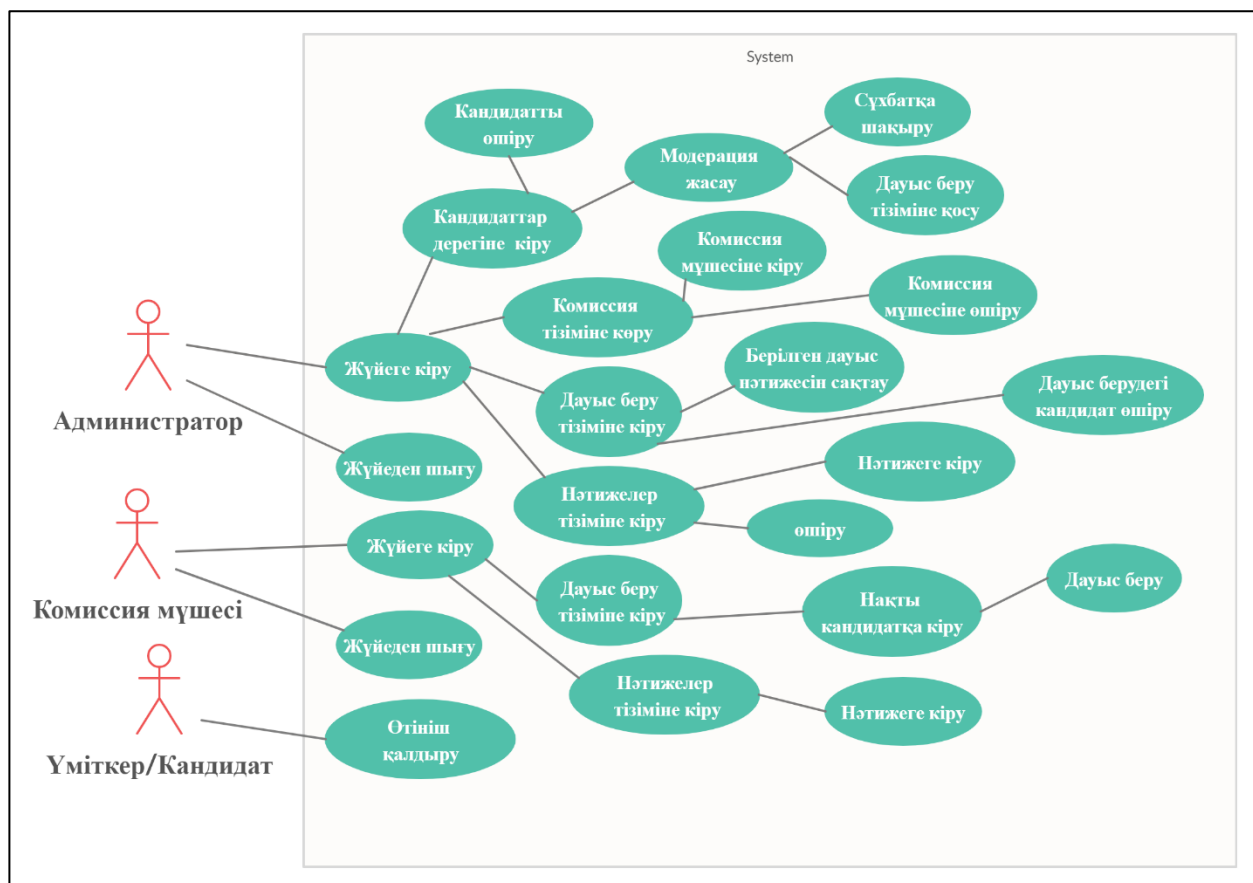 System
Кандидатты
өшіру
Сұхбатқа
шақыру
Модерация
жасау
Дауыс беру
тізіміне қосу
Кандидаттар
дерегіне кіру
Комиссия
мұшесіне кіру
Комиссия
тізіміне көру
Комиссия
мұшесіне өшіру
Жүйеге кіру
Берілген дауыс
нәтижесін сақтау
Дауыс беру
тізіміне кіру
Дауыс берудегі
кандидат өшіру
Администратор
Жүйеден шығу
Нәтижелер
тізіміне кіру
Нәтижеге кіру
өшіру
Жүйеге кіру
Комиссия мүшесі
Дауыс беру
тізіміне кіру
Нақты
кандидатқа кіру
Дауыс беру
Жүйеден шығу
Нәтижелер
тізіміне кіру
Нәтижеге кіру
Үміткер/Кандидат
Өтініш
қалдыру